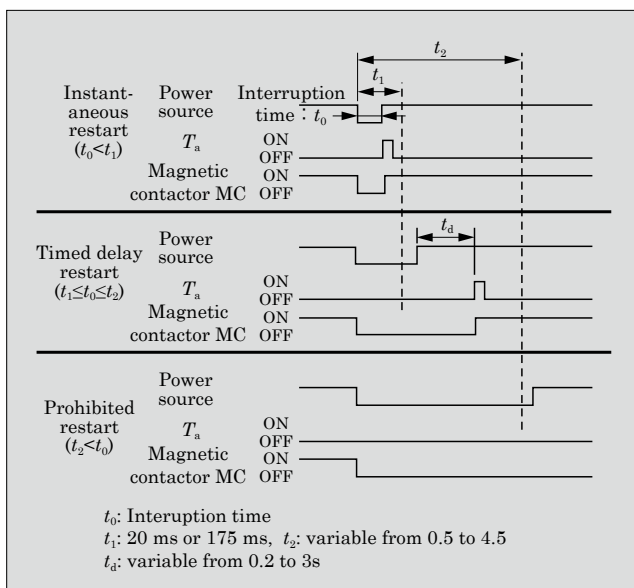 t₂
t₁
Instant-
aneous
restart
(t₀<t₁)
Power
source
Interruption
time : t₀
Tₐ
ON
OFF
Magnetic
contactor MC
ON
OFF
Timed delay
restart
(t₁≤t₀≤t₂)
Power
source
t_d
Tₐ
ON
OFF
Magnetic
contactor MC
ON
OFF
Prohibited
restart
(t₂<t₀)
Power
source
Tₐ
ON
OFF
Magnetic
contactor MC
ON
OFF
t₀: Interuption time
t₁: 20 ms or 175 ms, t₂: variable from 0.5 to 4.5
t_d: variable from 0.2 to 3s